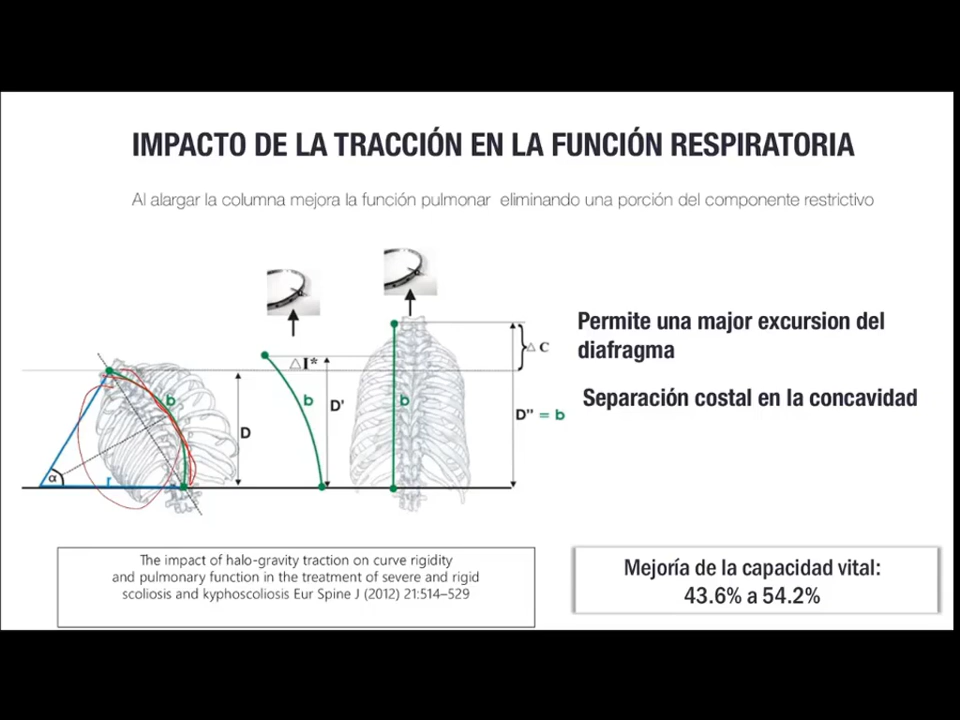 IMPACTO DE LA TRACCIÓN EN LA FUNCIÓN RESPIRATORIA
Al alargar la columna mejora la función pulmonar eliminando una porción del componente restrictivo
Permite una major excursion del
diafragma
Separación costal en la concavidad
Δ C
Δ I*
b
b
b
D'
D
D" = b
α
r
The impact of halo-gravity traction on curve rigidity
and pulmonary function in the treatment of severe and rigid
scoliosis and kyphoscoliosis Eur Spine J (2012) 21:514–529
Mejoría de la capacidad vital:
43.6% a 54.2%